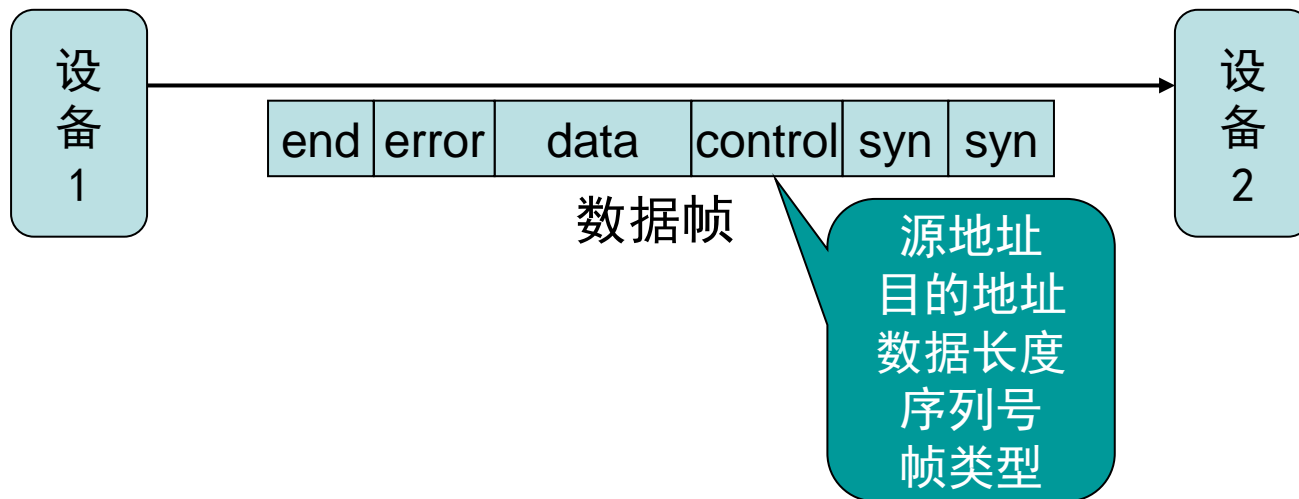 设备1
end error data control syn syn
设备2
数据帧
源地址
目的地址
数据长度
序列号
帧类型